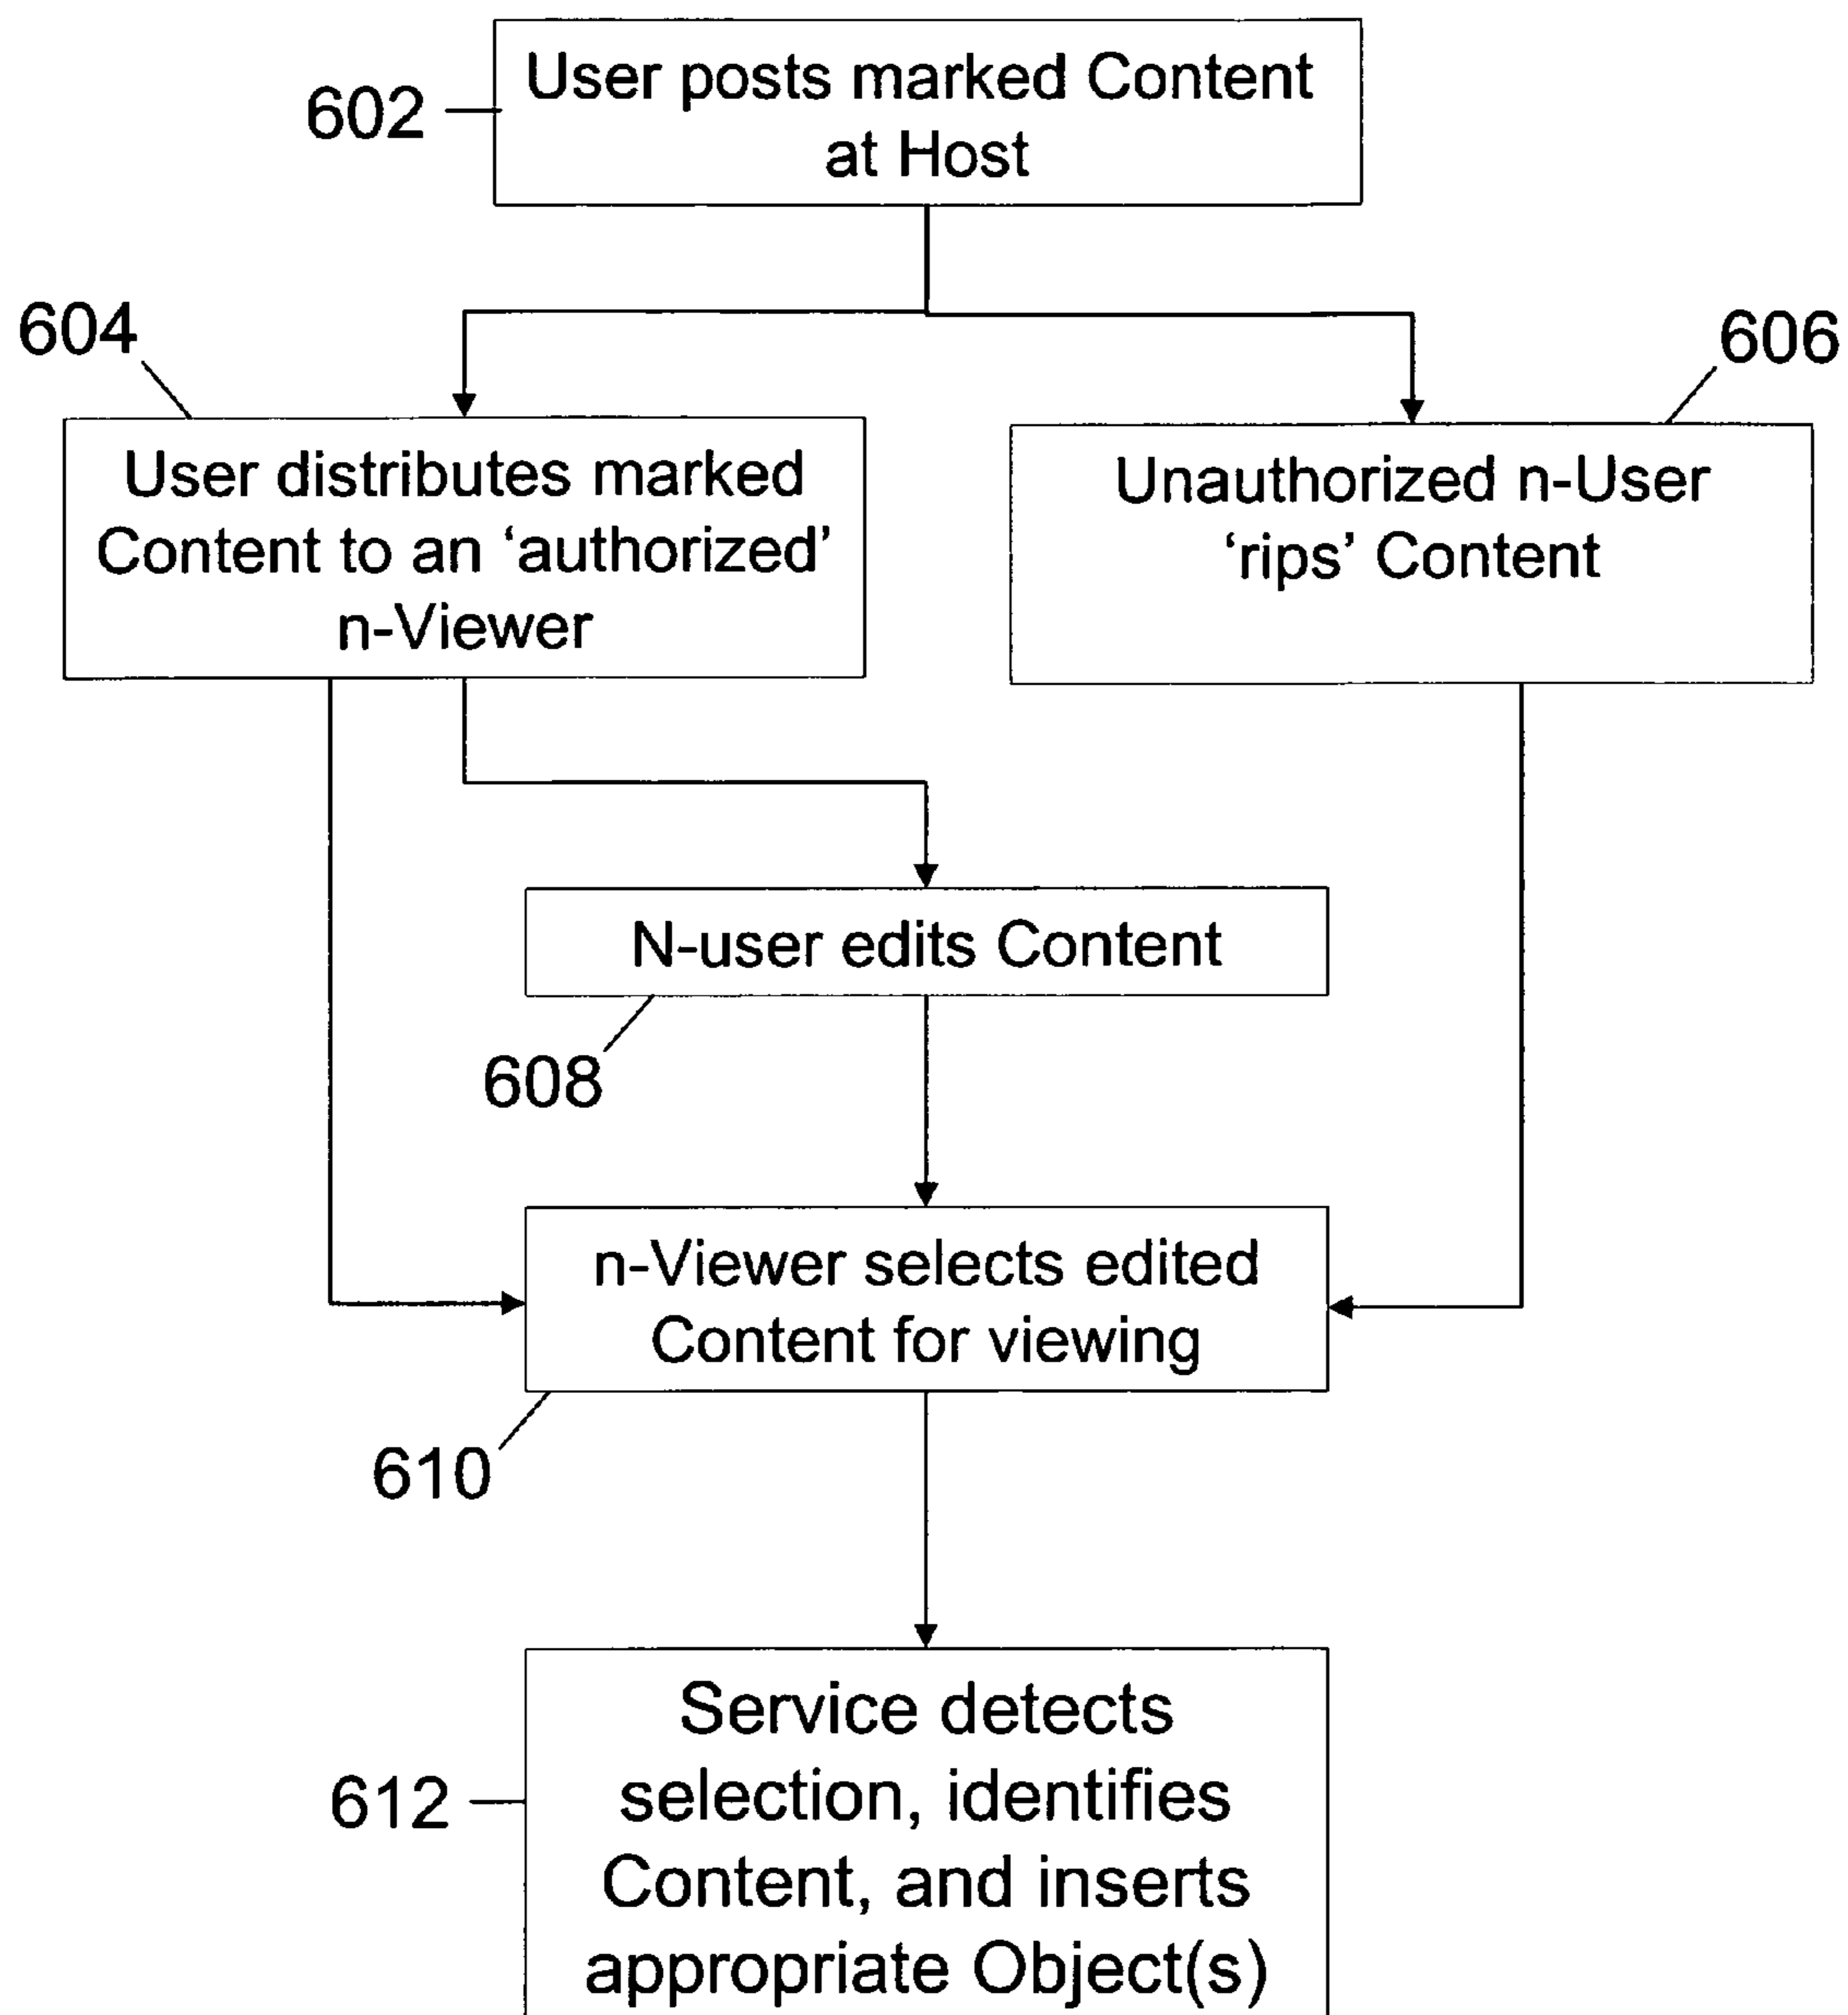 User posts marked Content
at Host
602
604
606
User distributes marked
Content to an ‘authorized’
n-Viewer
Unauthorized n-User
‘rips’ Content
N-user edits Content
608
n-Viewer selects edited
Content for viewing
610
Service detects
selection, identifies
Content, and inserts
appropriate Object(s)
612